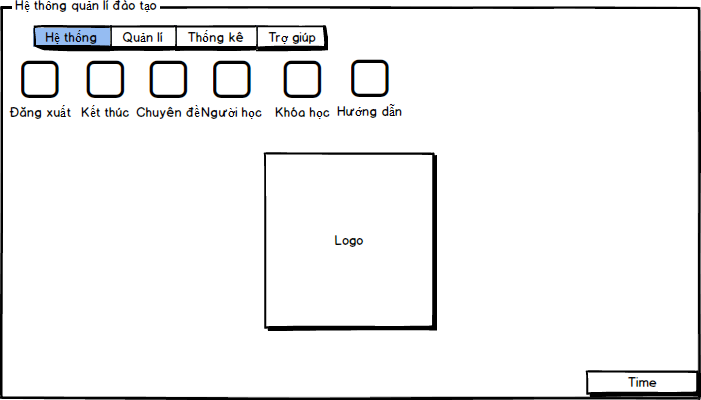 Hệ thông quản lí đào tạo
Hệ thống Quản lí Thống kê Trợ giúp
Đăng xuất Kết thúc Chuyên đề Người học Khóa học Hướng dẫn
Logo
Time